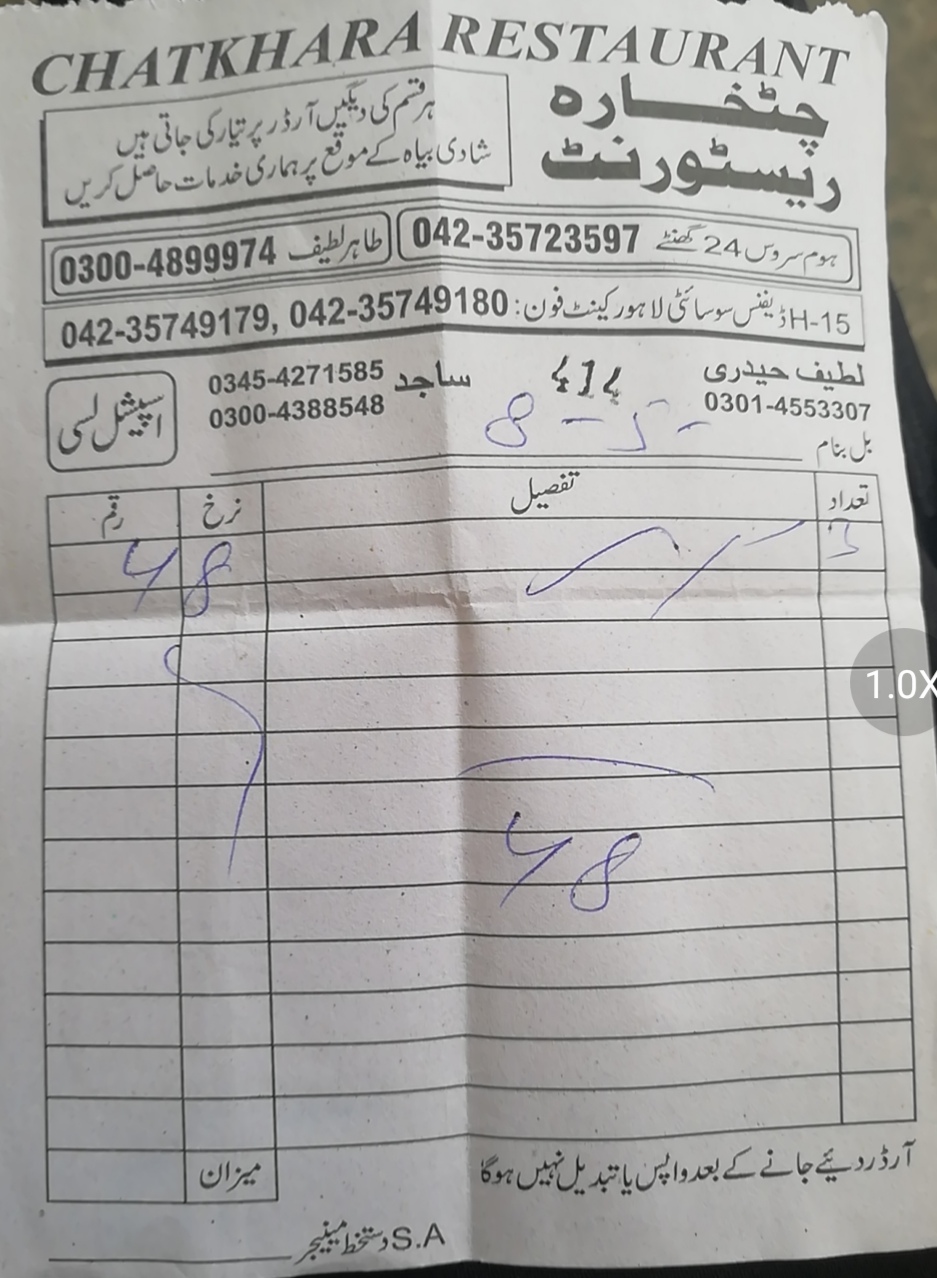 CHATKHARA RESTAURANT
چٹخارہ
ریسٹورنٹ
ہر قسم کی دیگیں آرڈر پر تیار کی جاتی ہیں
شادی بیاہ کے موقع پر ہماری خدمات حاصل کریں
ہوم سروس 24 گھنٹے 042-35723597
طاہر لطیف 0300-4899974
H-15 ڈیفنس سوسائٹی لاہور کینٹ فون: 042-35749179, 042-35749180
لطیف حیدری
0301-4553307
414
ساجد 0345-4271585
0300-4388548
اسپیشل لسی
8 - 5 -
بل بنام
تعداد تفصیل نرخ رقم
3 48
48
میزان
آرڈر دیئے جانے کے بعد واپس یا تبدیل نہیں ہوگا
S.A دستخط مینیجر
1.0X